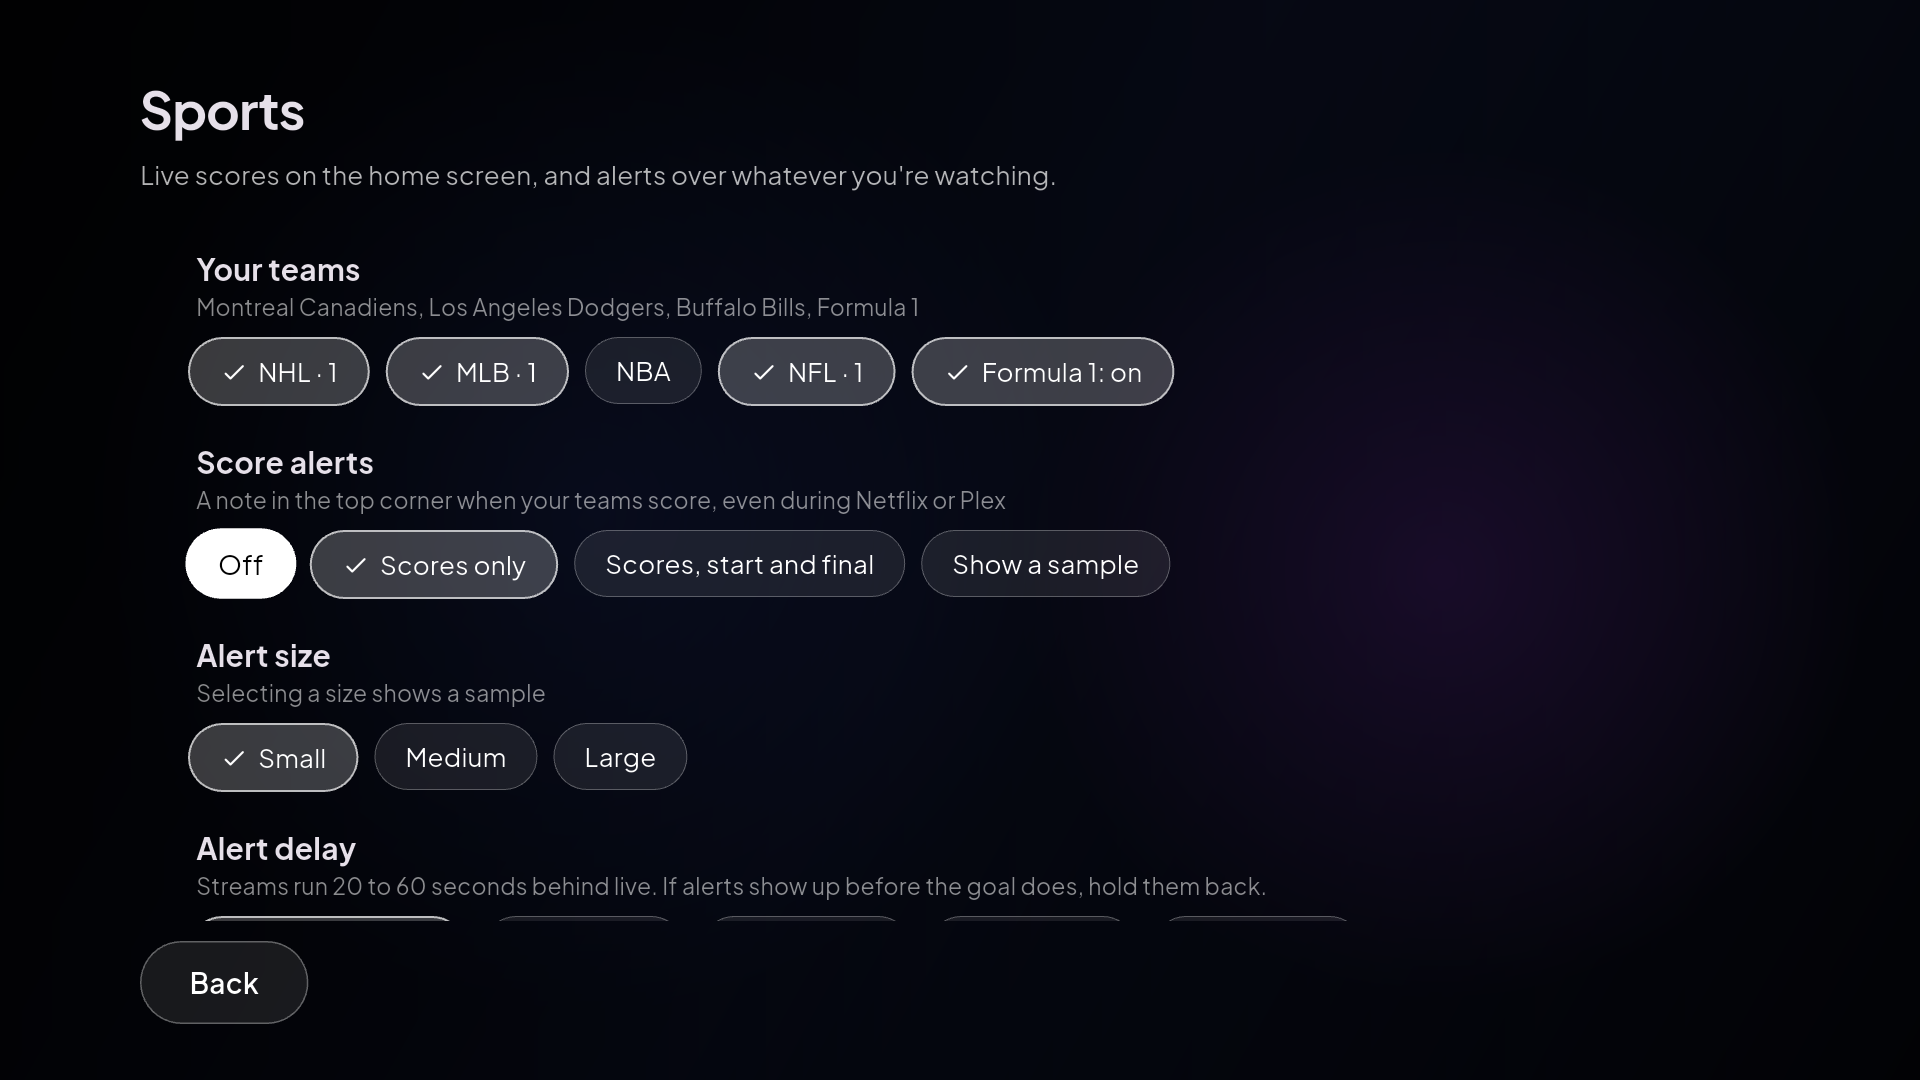 Sports
Live scores on the home screen, and alerts over whatever you're watching.
Your teams
Montreal Canadiens, Los Angeles Dodgers, Buffalo Bills, Formula 1
✓ NHL · 1 ✓ MLB · 1 NBA ✓ NFL · 1 ✓ Formula 1: on
Score alerts
A note in the top corner when your teams score, even during Netflix or Plex
Off ✓ Scores only Scores, start and final Show a sample
Alert size
Selecting a size shows a sample
✓ Small Medium Large
Alert delay
Streams run 20 to 60 seconds behind live. If alerts show up before the goal does, hold them back.
Back